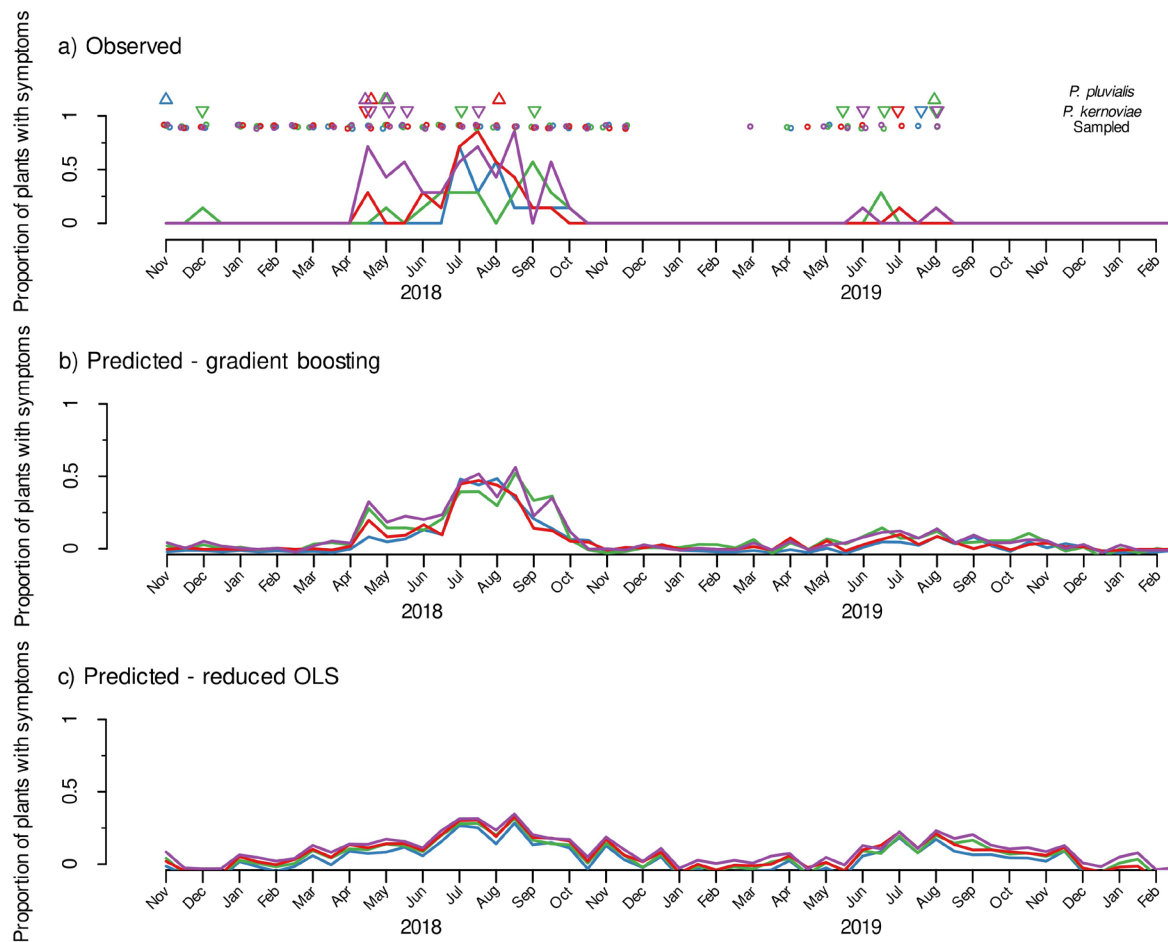 a) Observed
P. pluvialis
P. kernoviae
Sampled
Proportion of plants with symptoms
1
0.5
0
Nov Dec Jan Feb Mar Apr May Jun Jul Aug Sep Oct Nov Dec Jan Feb Mar Apr May Jun Jul Aug Sep Oct Nov Dec Jan Feb
2018 2019
b) Predicted - gradient boosting
Proportion of plants with symptoms
1
0.5
0
Nov Dec Jan Feb Mar Apr May Jun Jul Aug Sep Oct Nov Dec Jan Feb Mar Apr May Jun Jul Aug Sep Oct Nov Dec Jan Feb
2018 2019
c) Predicted - reduced OLS
Proportion of plants with symptoms
1
0.5
0
Nov Dec Jan Feb Mar Apr May Jun Jul Aug Sep Oct Nov Dec Jan Feb Mar Apr May Jun Jul Aug Sep Oct Nov Dec Jan Feb
2018 2019